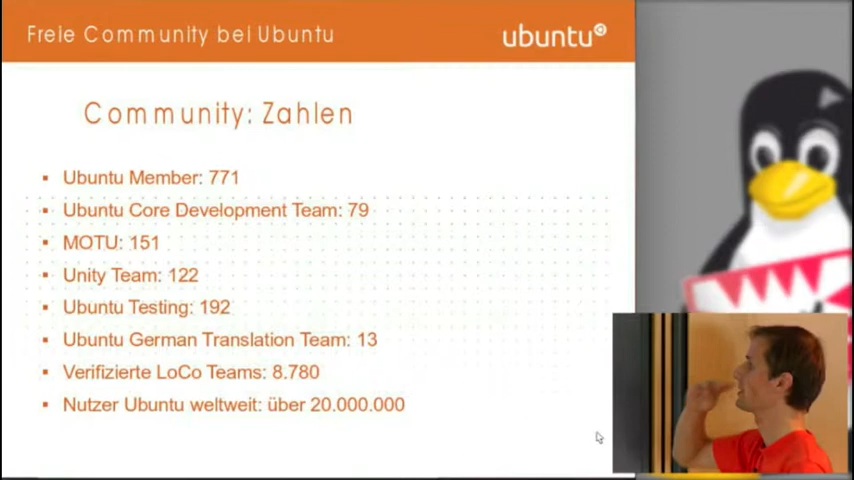 Freie Community bei Ubuntu
ubuntu
Community: Zahlen
Ubuntu Member: 771
Ubuntu Core Development Team: 79
MOTU: 151
Unity Team: 122
Ubuntu Testing: 192
Ubuntu German Translation Team: 13
Verifizierte LoCo Teams: 8.780
Nutzer Ubuntu weltweit: über 20.000.000